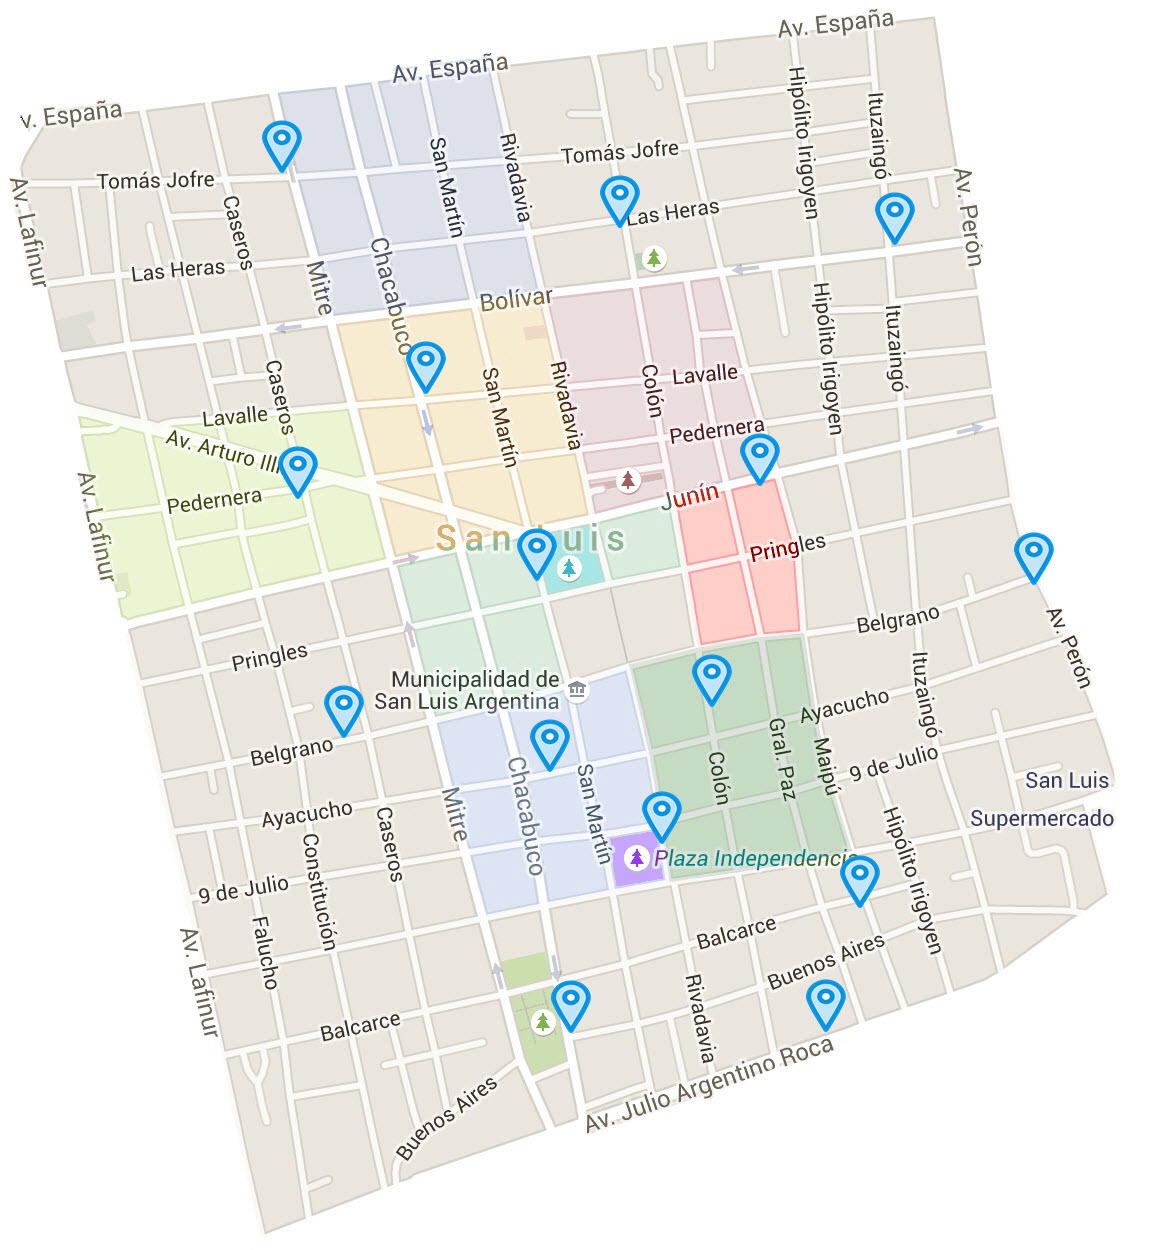 Av. España
Av. España
v. España
Hipólito Irigoyen
Ituzaingó
San Martín
Rivadavia
Tomás Jofre
Tomás Jofre
Av. Lafinur
Caseros
Las Heras
Av. Perón
Las Heras
Mitre
Chacabuco
Bolívar
Hipólito Irigoyen
Ituzaingó
Caseros
San Martín
Rivadavia
Colón
Lavalle
Lavalle
Av. Arturo Illi
Pedernera
Pedernera
Av. Lafinur
Junín
San Luis
Pringles
Belgrano
Av. Perón
Pringles
Ituzaingó
Municipalidad de
San Luis Argentina
Ayacucho
Belgrano
Colón
Gral. Paz
Maipú
9 de Julio
San Luis
Supermercado
Mitre
Chacabuco
San Martín
Ayacucho
Caseros
Hipólito Irigoyen
Plaza Independencia
9 de Julio
Constitución
Falucho
Av. Lafinur
Balcarce
Buenos Aires
Rivadavia
Balcarce
Buenos Aires
Av. Julio Argentino Roca